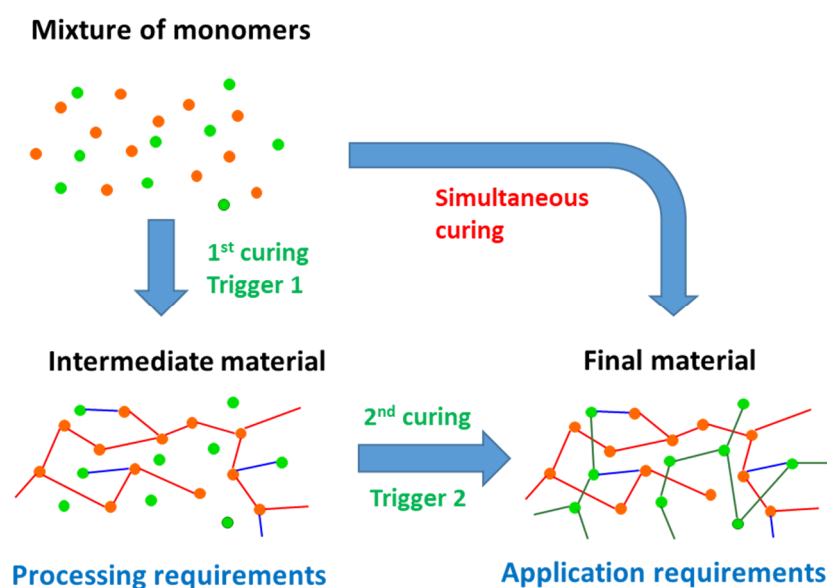 Mixture of monomers
Simultaneous
curing
1st curing
Trigger 1
Intermediate material
Final material
2nd curing
Trigger 2
Processing requirements
Application requirements